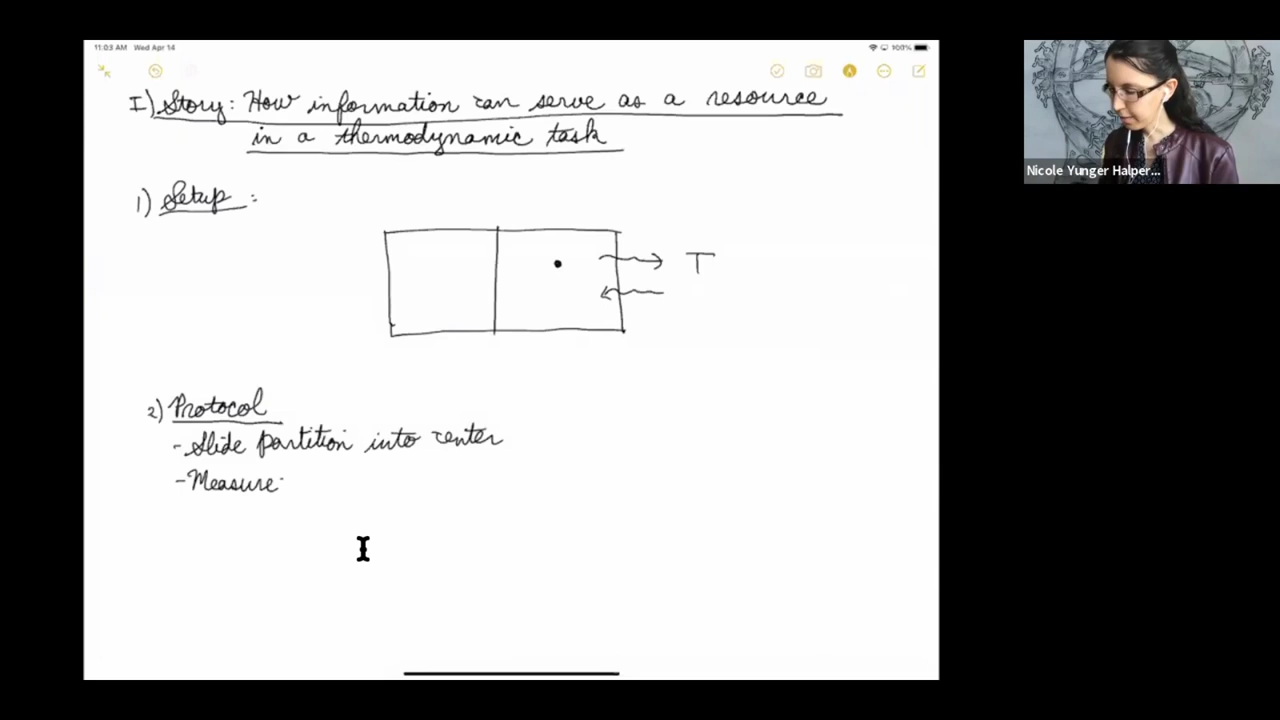 11:03 AM Wed Apr 14
100%
I) Story: How information can serve as a resource
in a thermodynamic task
1) Setup:
T
2) Protocol
- Slide partition into center
- Measure
Nicole Yunger Halper...